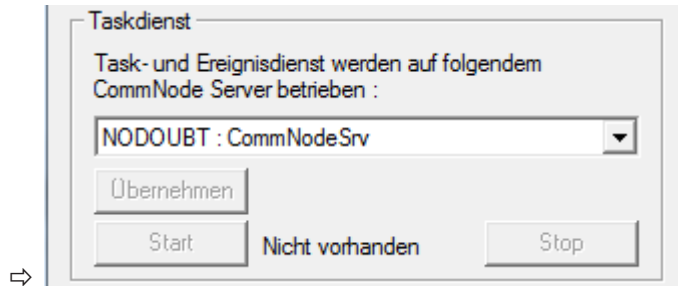 Taskdienst
Task- und Ereignisdienst werden auf folgendem
CommNode Server betrieben :
NODOUBT : CommNodeSrv
Übernehmen
Start Nicht vorhanden Stop
⇨